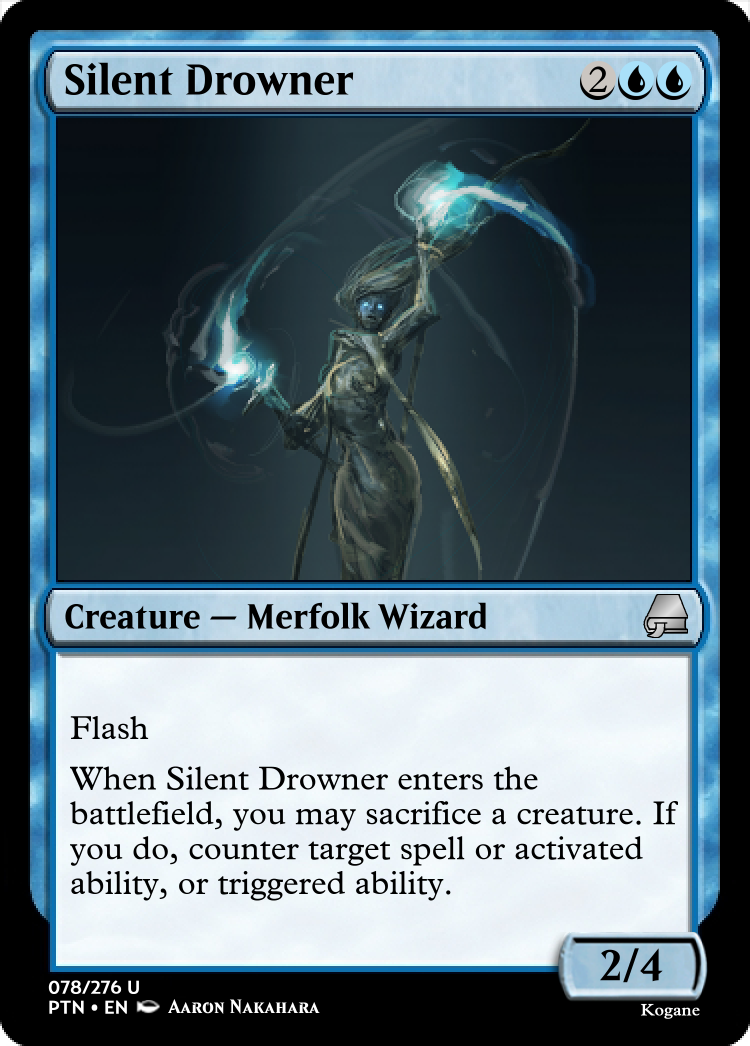 Silent Drowner 2
Creature — Merfolk Wizard
Flash
When Silent Drowner enters the
battlefield, you may sacrifice a creature. If
you do, counter target spell or activated
ability, or triggered ability.
2/4
078/276 U
PTN • EN Aaron Nakahara
Kogane